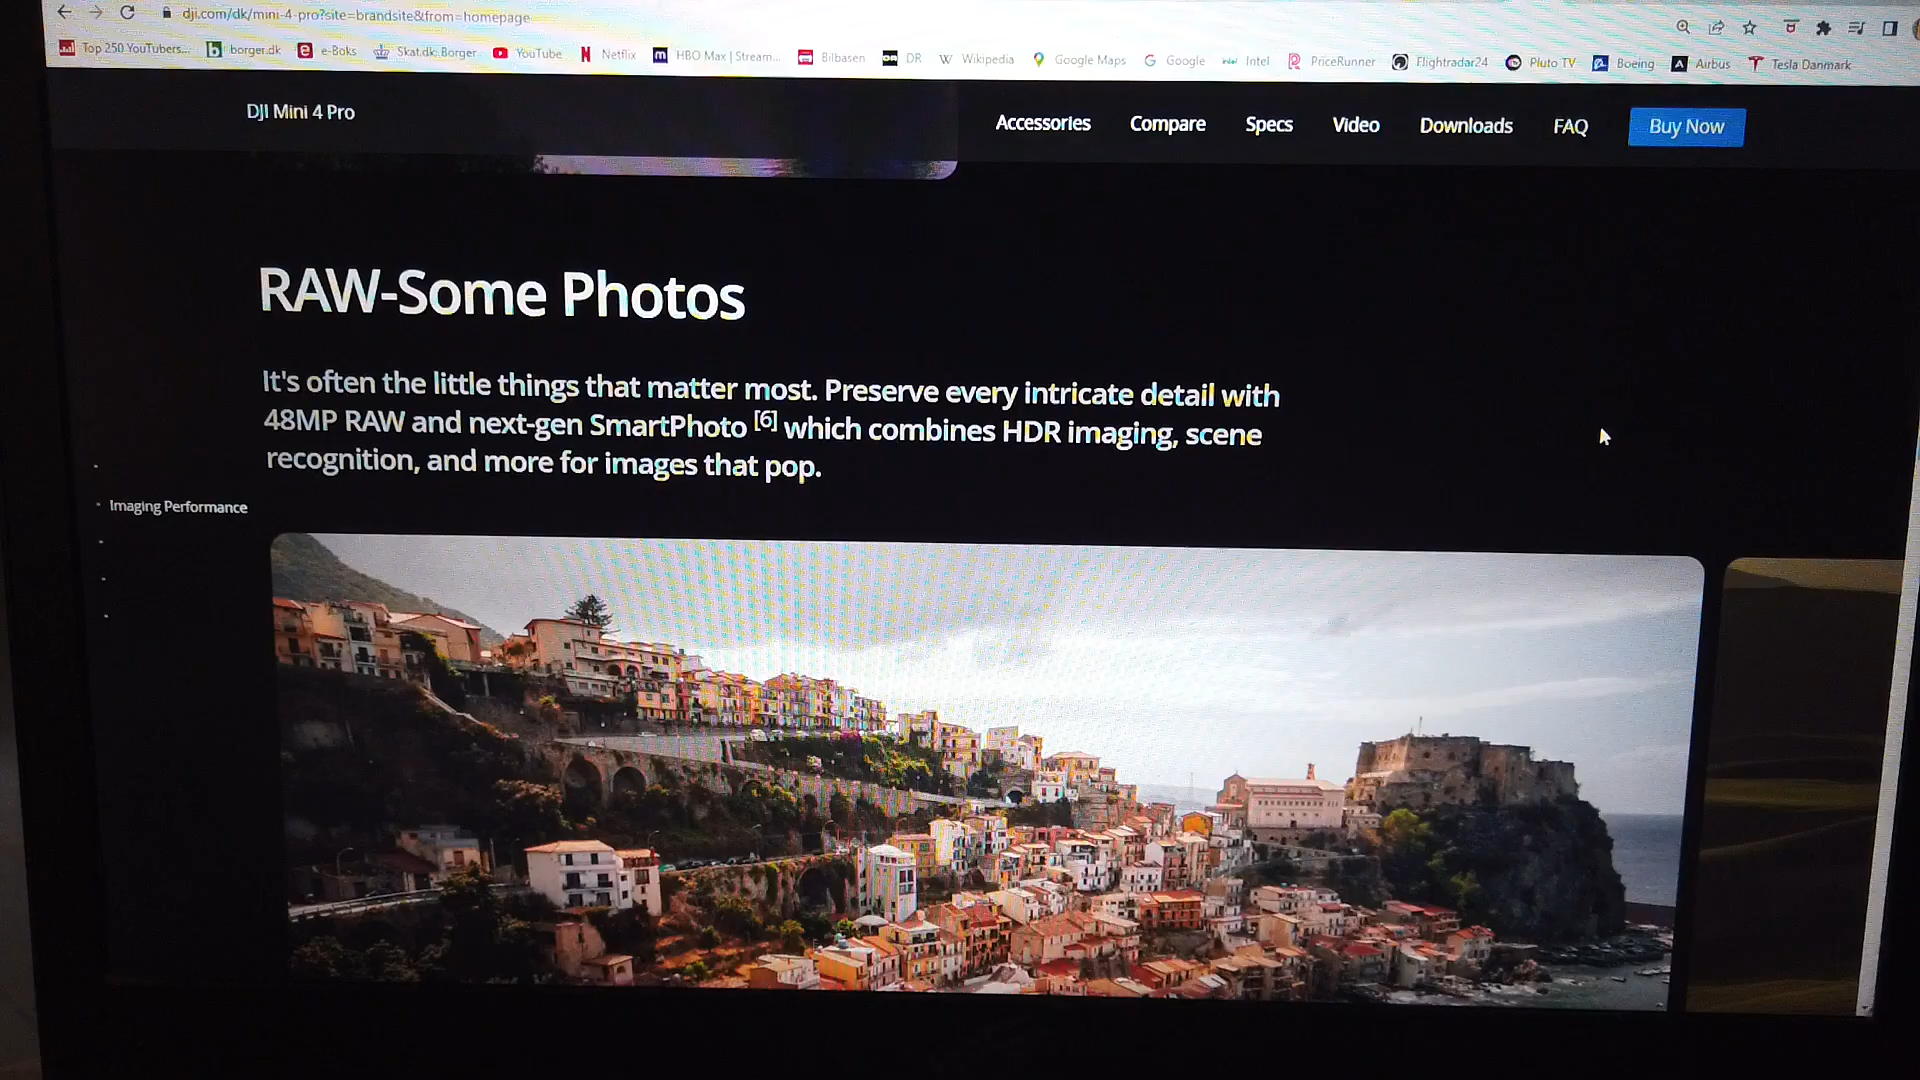 dji.com/dk/mini-4-pro?site=brandsite&from=homepage
Top 250 YouTubers... borger.dk e-Boks Skat.dk: Borger YouTube Netflix HBO Max | Stream... Bilbasen DR Wikipedia Google Maps Google Intel PriceRunner Flightradar24 Pluto TV Boeing Airbus Tesla Danmark
DJI Mini 4 Pro Accessories Compare Specs Video Downloads FAQ Buy Now
RAW-Some Photos
It's often the little things that matter most. Preserve every intricate detail with
48MP RAW and next-gen SmartPhoto [6] which combines HDR imaging, scene
recognition, and more for images that pop.
Imaging Performance